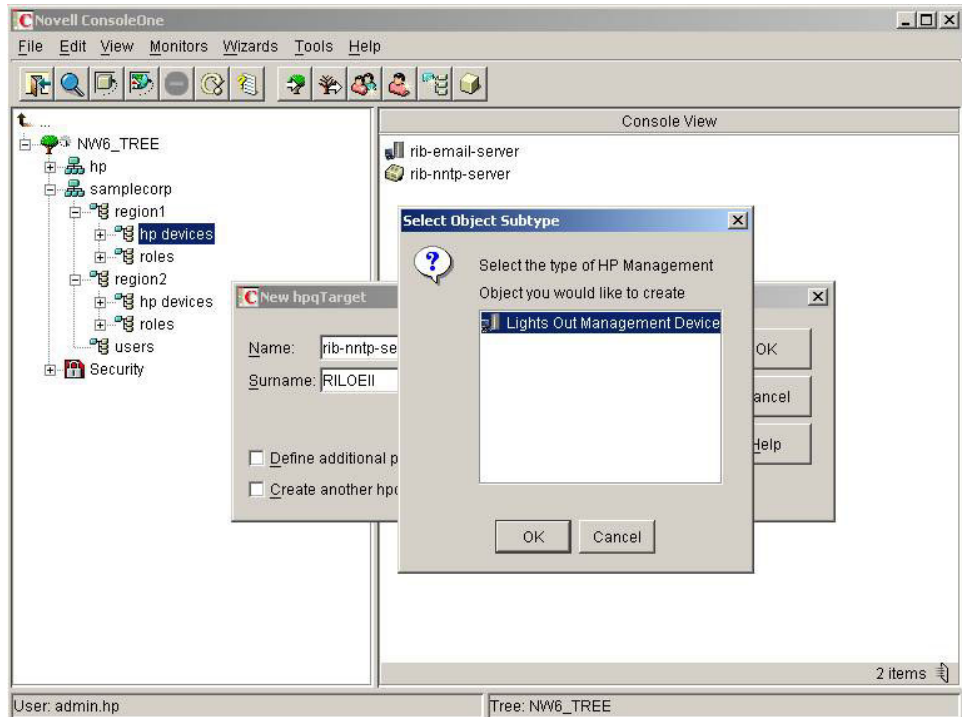 Novell ConsoleOne
File Edit View Monitors Wizards Tools Help
...
NW6_TREE
hp
samplecorp
region1
hp devices
roles
region2
hp devices
roles
users
Security
Console View
rib-email-server
rib-nntp-server
New hpqTarget
Name: rib-nntp-se
Surname: RILOEII
Define additional p
Create another hpq
OK
ancel
Help
Select Object Subtype
?
Select the type of HP Management
Object you would like to create
Lights Out Management Device
OK Cancel
2 items
User: admin.hp Tree: NW6_TREE